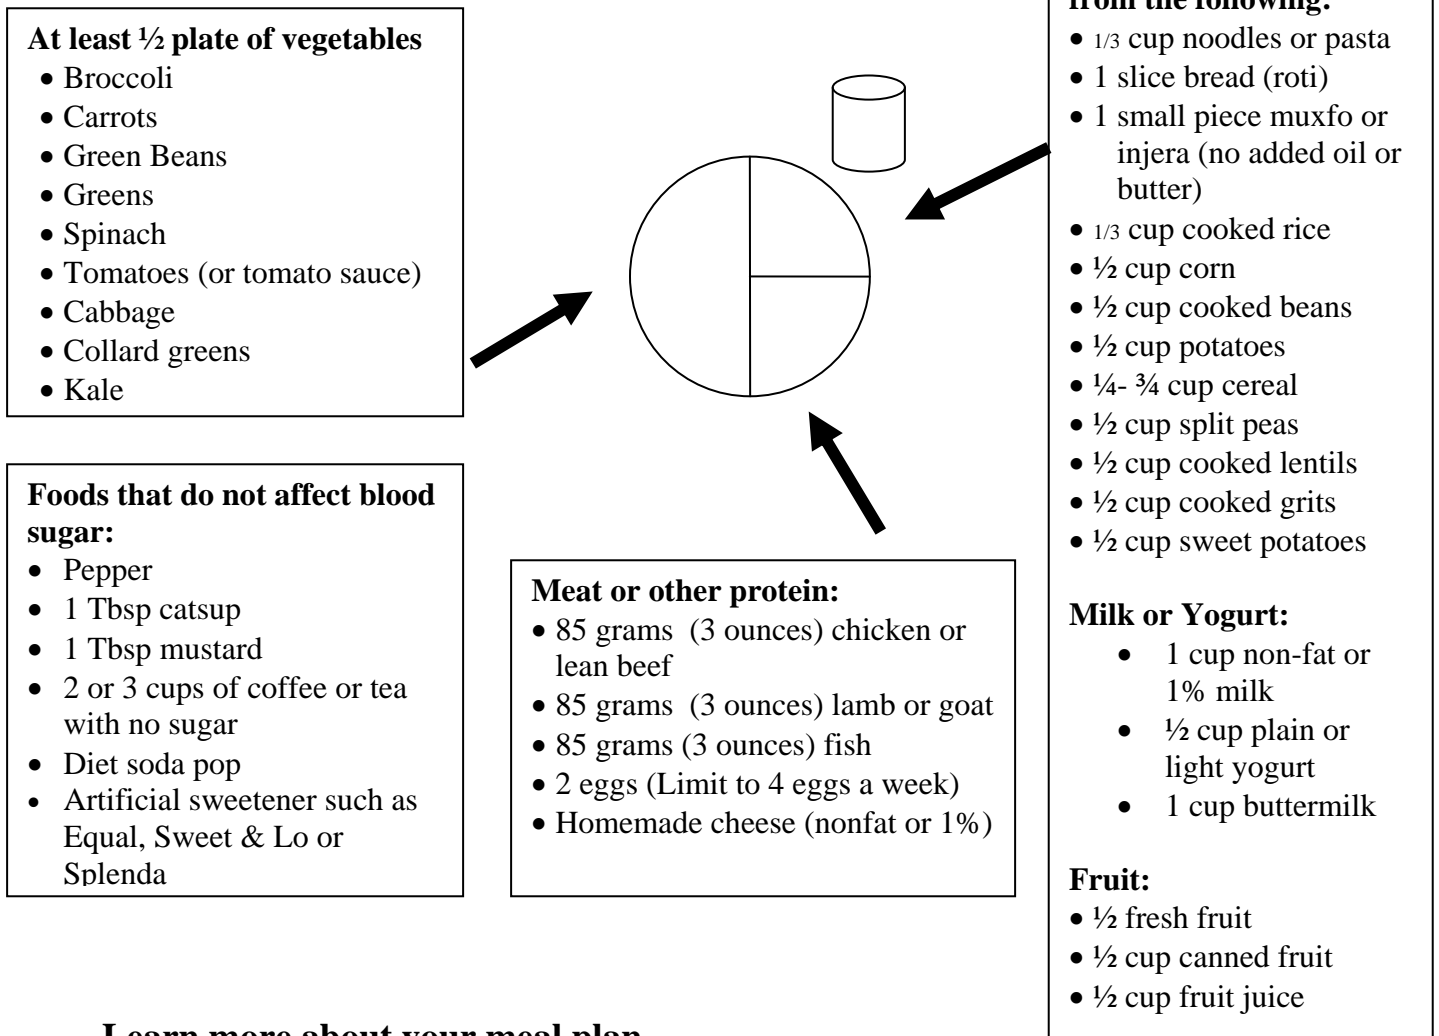 At least ½ plate of vegetables
• Broccoli
• Carrots
• Green Beans
• Greens
• Spinach
• Tomatoes (or tomato sauce)
• Cabbage
• Collard greens
• Kale
Foods that do not affect blood
sugar:
• Pepper
• 1 Tbsp catsup
• 1 Tbsp mustard
• 2 or 3 cups of coffee or tea
with no sugar
• Diet soda pop
• Artificial sweetener such as
Equal, Sweet & Lo or
Splenda
Meat or other protein:
• 85 grams (3 ounces) chicken or
lean beef
• 85 grams (3 ounces) lamb or goat
• 85 grams (3 ounces) fish
• 2 eggs (Limit to 4 eggs a week)
• Homemade cheese (nonfat or 1%)
from the following:
• 1/3 cup noodles or pasta
• 1 slice bread (roti)
• 1 small piece muxfo or
injera (no added oil or
butter)
• 1/3 cup cooked rice
• ½ cup corn
• ½ cup cooked beans
• ½ cup potatoes
• ¼- ¾ cup cereal
• ½ cup split peas
• ½ cup cooked lentils
• ½ cup cooked grits
• ½ cup sweet potatoes
Milk or Yogurt:
• 1 cup non-fat or
1% milk
• ½ cup plain or
light yogurt
• 1 cup buttermilk
Fruit:
• ½ fresh fruit
• ½ cup canned fruit
• ½ cup fruit juice
Learn more about your meal plan